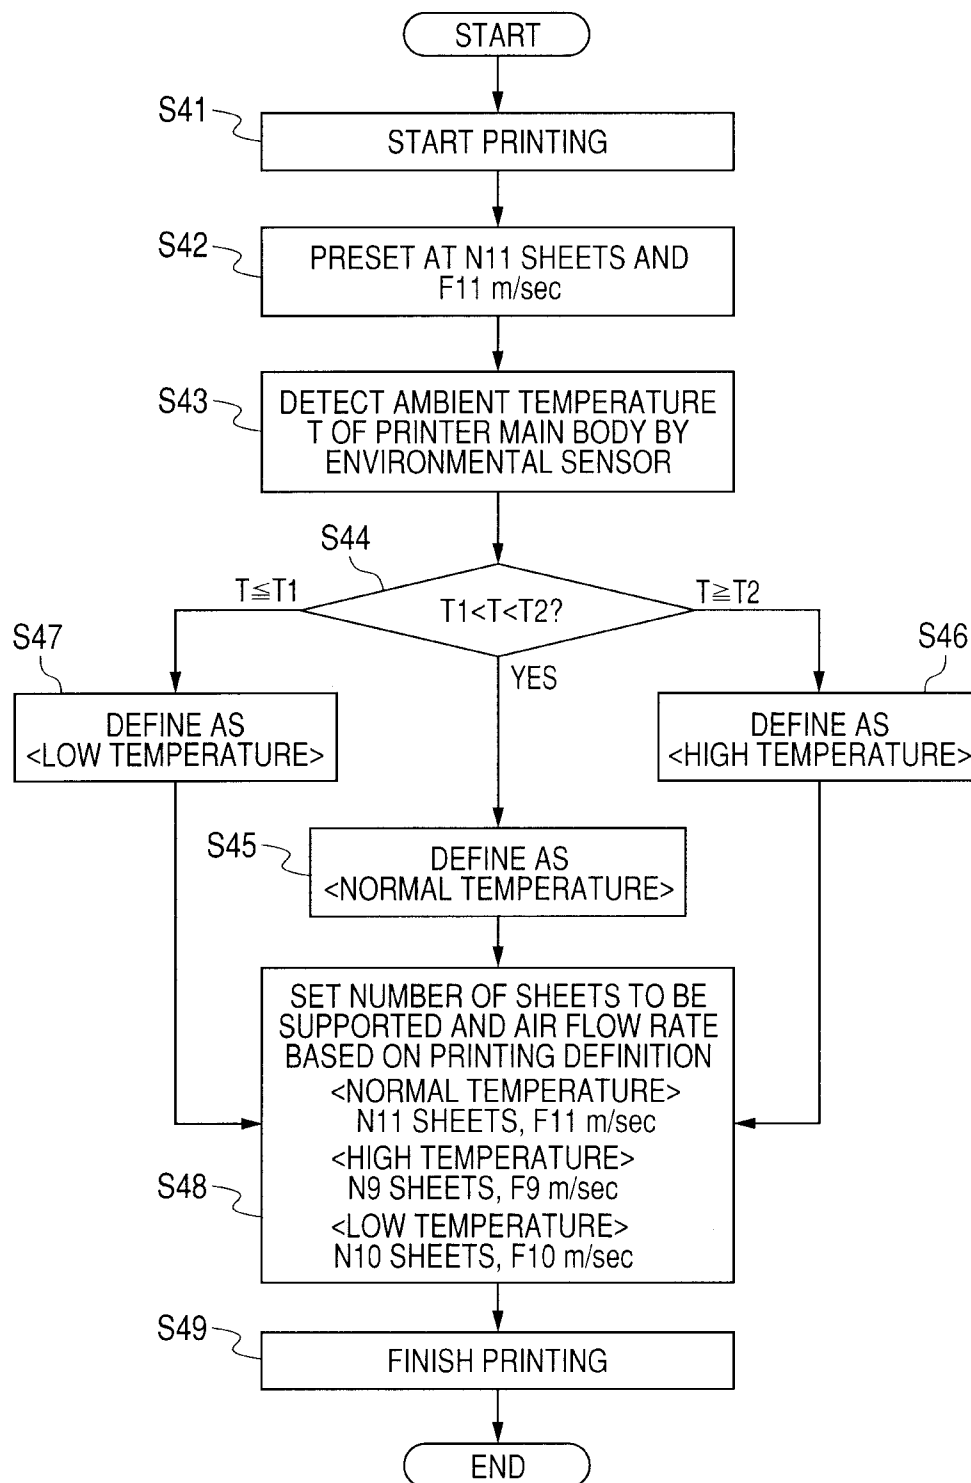 START
S41
START PRINTING
S42
PRESET AT N11 SHEETS AND
F11 m/sec
S43
DETECT AMBIENT TEMPERATURE
T OF PRINTER MAIN BODY BY
ENVIRONMENTAL SENSOR
S44
T≦T1
T1<T<T2?
T≧T2
S47
S46
YES
DEFINE AS
<LOW TEMPERATURE>
DEFINE AS
<HIGH TEMPERATURE>
S45
DEFINE AS
<NORMAL TEMPERATURE>
SET NUMBER OF SHEETS TO BE
SUPPORTED AND AIR FLOW RATE
BASED ON PRINTING DEFINITION
<NORMAL TEMPERATURE>
N11 SHEETS, F11 m/sec
<HIGH TEMPERATURE>
N9 SHEETS, F9 m/sec
S48
<LOW TEMPERATURE>
N10 SHEETS, F10 m/sec
S49
FINISH PRINTING
END